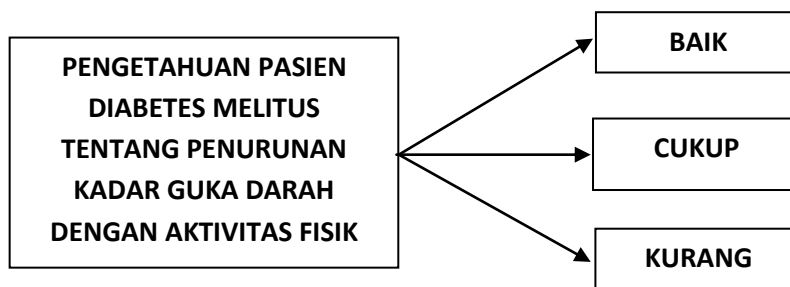 PENGETAHUAN PASIEN
DIABETES MELITUS
TENTANG PENURUNAN
KADAR GUKA DARAH
DENGAN AKTIVITAS FISIK
BAIK
CUKUP
KURANG